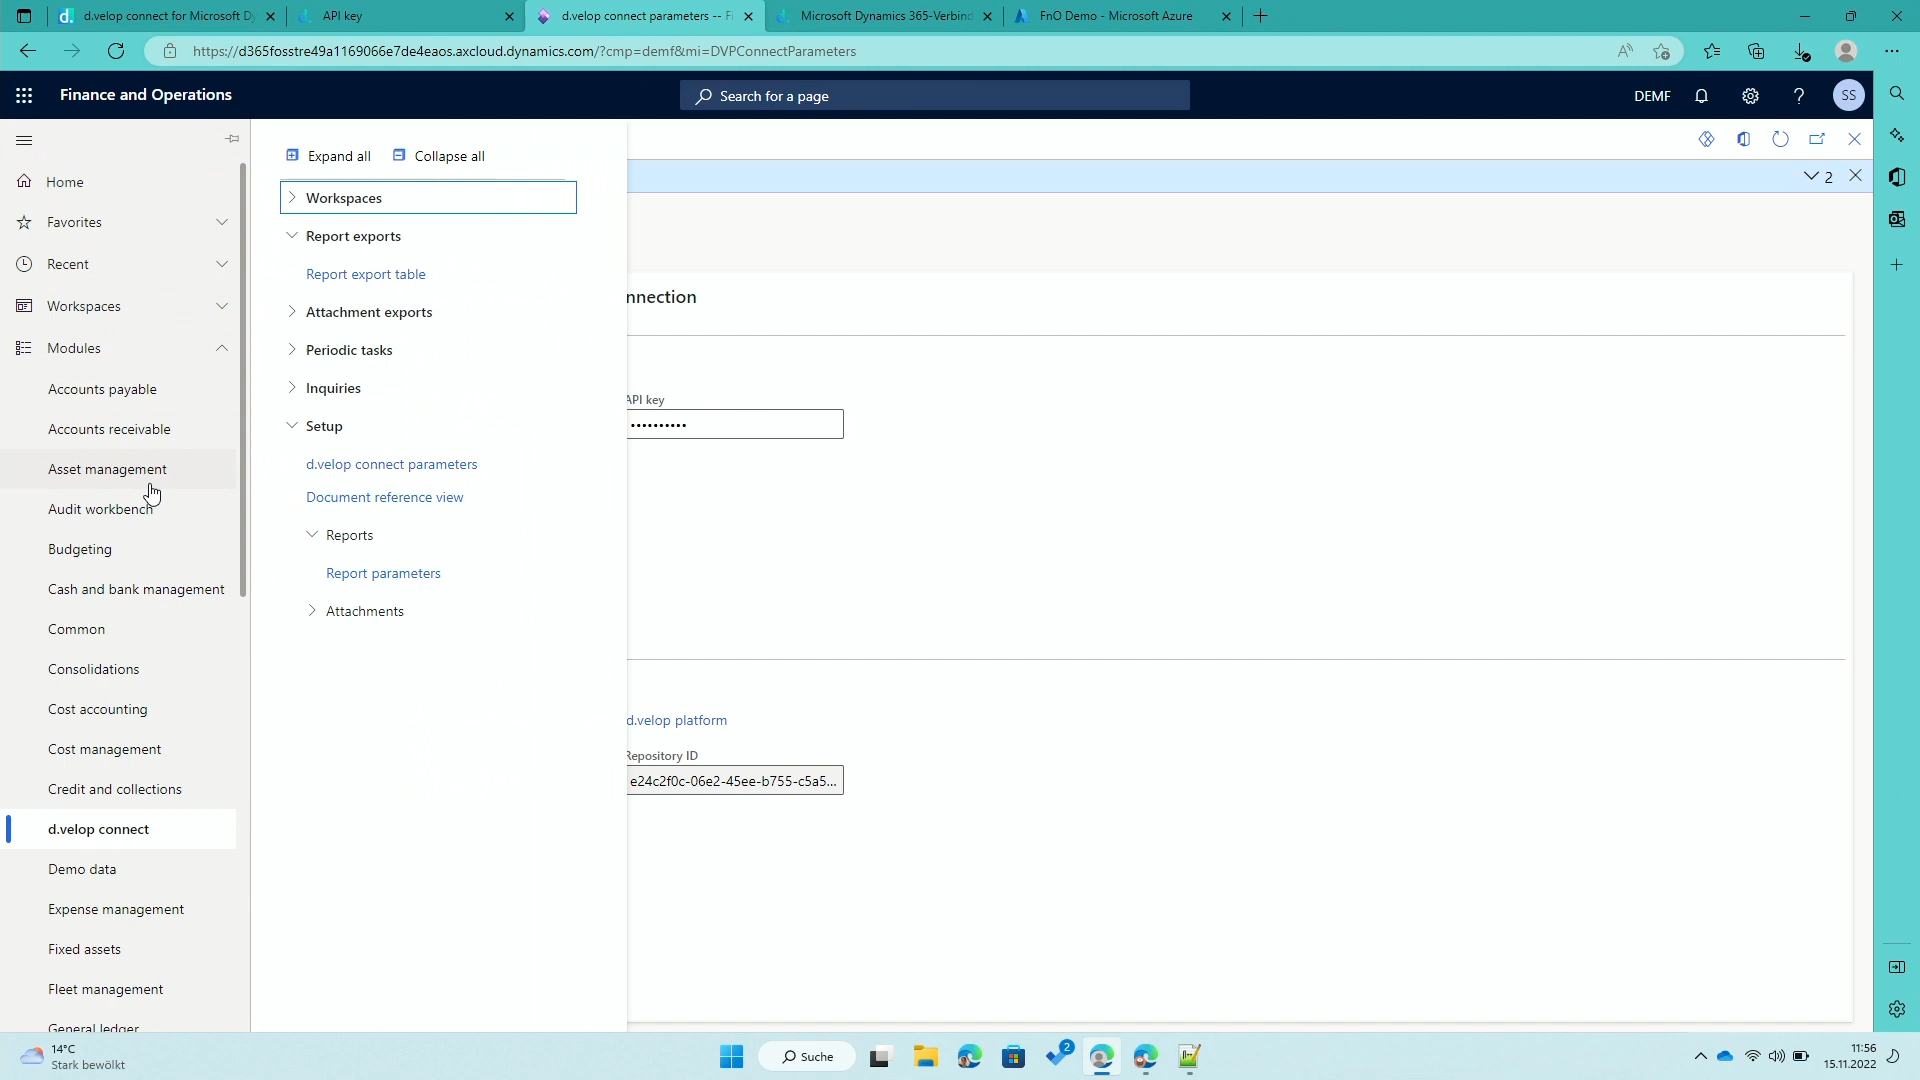 d.velop connect for Microsoft Dy
API key
d.velop connect parameters -- Fi
Microsoft Dynamics 365-Verbind
FnO Demo - Microsoft Azure
https://d365fosstre49a1169066e7de4eaos.axcloud.dynamics.com/?cmp=demf&mi=DVPConnectParameters
Finance and Operations
Search for a page
DEMF
SS
Expand all
Collapse all
2
Home
Favorites
Recent
Workspaces
Modules
Accounts payable
Accounts receivable
Asset management
Audit workbench
Budgeting
Cash and bank management
Common
Consolidations
Cost accounting
Cost management
Credit and collections
d.velop connect
Demo data
Expense management
Fixed assets
Fleet management
General ledger
Workspaces
Report exports
Report export table
Attachment exports
Periodic tasks
Inquiries
Setup
d.velop connect parameters
Document reference view
Reports
Report parameters
Attachments
nnection
API key
d.velop platform
Repository ID
e24c2f0c-06e2-45ee-b755-c5a5...
14°C
Stark bewölkt
Suche
2
11:56
15.11.2022